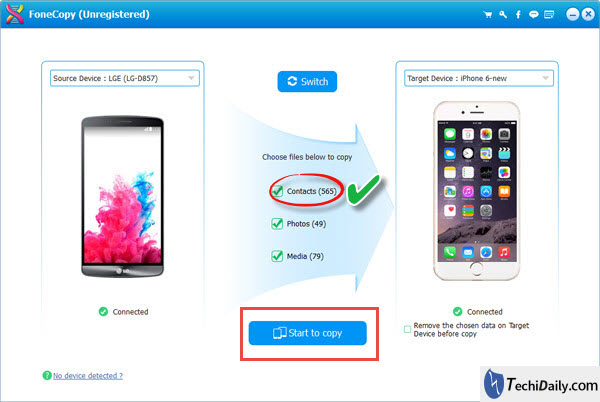 FoneCopy (Unregistered)
Source Device : LGE (LG-D857)
Switch
Target Device : iPhone 6-new
Choose files below to copy
Contacts (565)
Photos (49)
Media (79)
LG
Connected
Connected
Start to copy
Remove the chosen data on Target
Device before copy
No device detected ?
TechiDaily.com